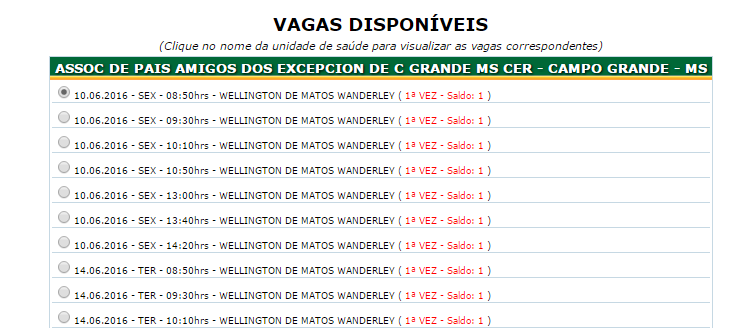 VAGAS DISPONÍVEIS
(Clique no nome da unidade de saúde para visualizar as vagas correspondentes)
ASSOC DE PAIS AMIGOS DOS EXCEPCION DE C GRANDE MS CER - CAMPO GRANDE - MS
10.06.2016 - SEX - 08:50hrs - WELLINGTON DE MATOS WANDERLEY ( 1ª VEZ - Saldo: 1 )
10.06.2016 - SEX - 09:30hrs - WELLINGTON DE MATOS WANDERLEY ( 1ª VEZ - Saldo: 1 )
10.06.2016 - SEX - 10:10hrs - WELLINGTON DE MATOS WANDERLEY ( 1ª VEZ - Saldo: 1 )
10.06.2016 - SEX - 10:50hrs - WELLINGTON DE MATOS WANDERLEY ( 1ª VEZ - Saldo: 1 )
10.06.2016 - SEX - 13:00hrs - WELLINGTON DE MATOS WANDERLEY ( 1ª VEZ - Saldo: 1 )
10.06.2016 - SEX - 13:40hrs - WELLINGTON DE MATOS WANDERLEY ( 1ª VEZ - Saldo: 1 )
10.06.2016 - SEX - 14:20hrs - WELLINGTON DE MATOS WANDERLEY ( 1ª VEZ - Saldo: 1 )
14.06.2016 - TER - 08:50hrs - WELLINGTON DE MATOS WANDERLEY ( 1ª VEZ - Saldo: 1 )
14.06.2016 - TER - 09:30hrs - WELLINGTON DE MATOS WANDERLEY ( 1ª VEZ - Saldo: 1 )
14.06.2016 - TER - 10:10hrs - WELLINGTON DE MATOS WANDERLEY ( 1ª VEZ - Saldo: 1 )